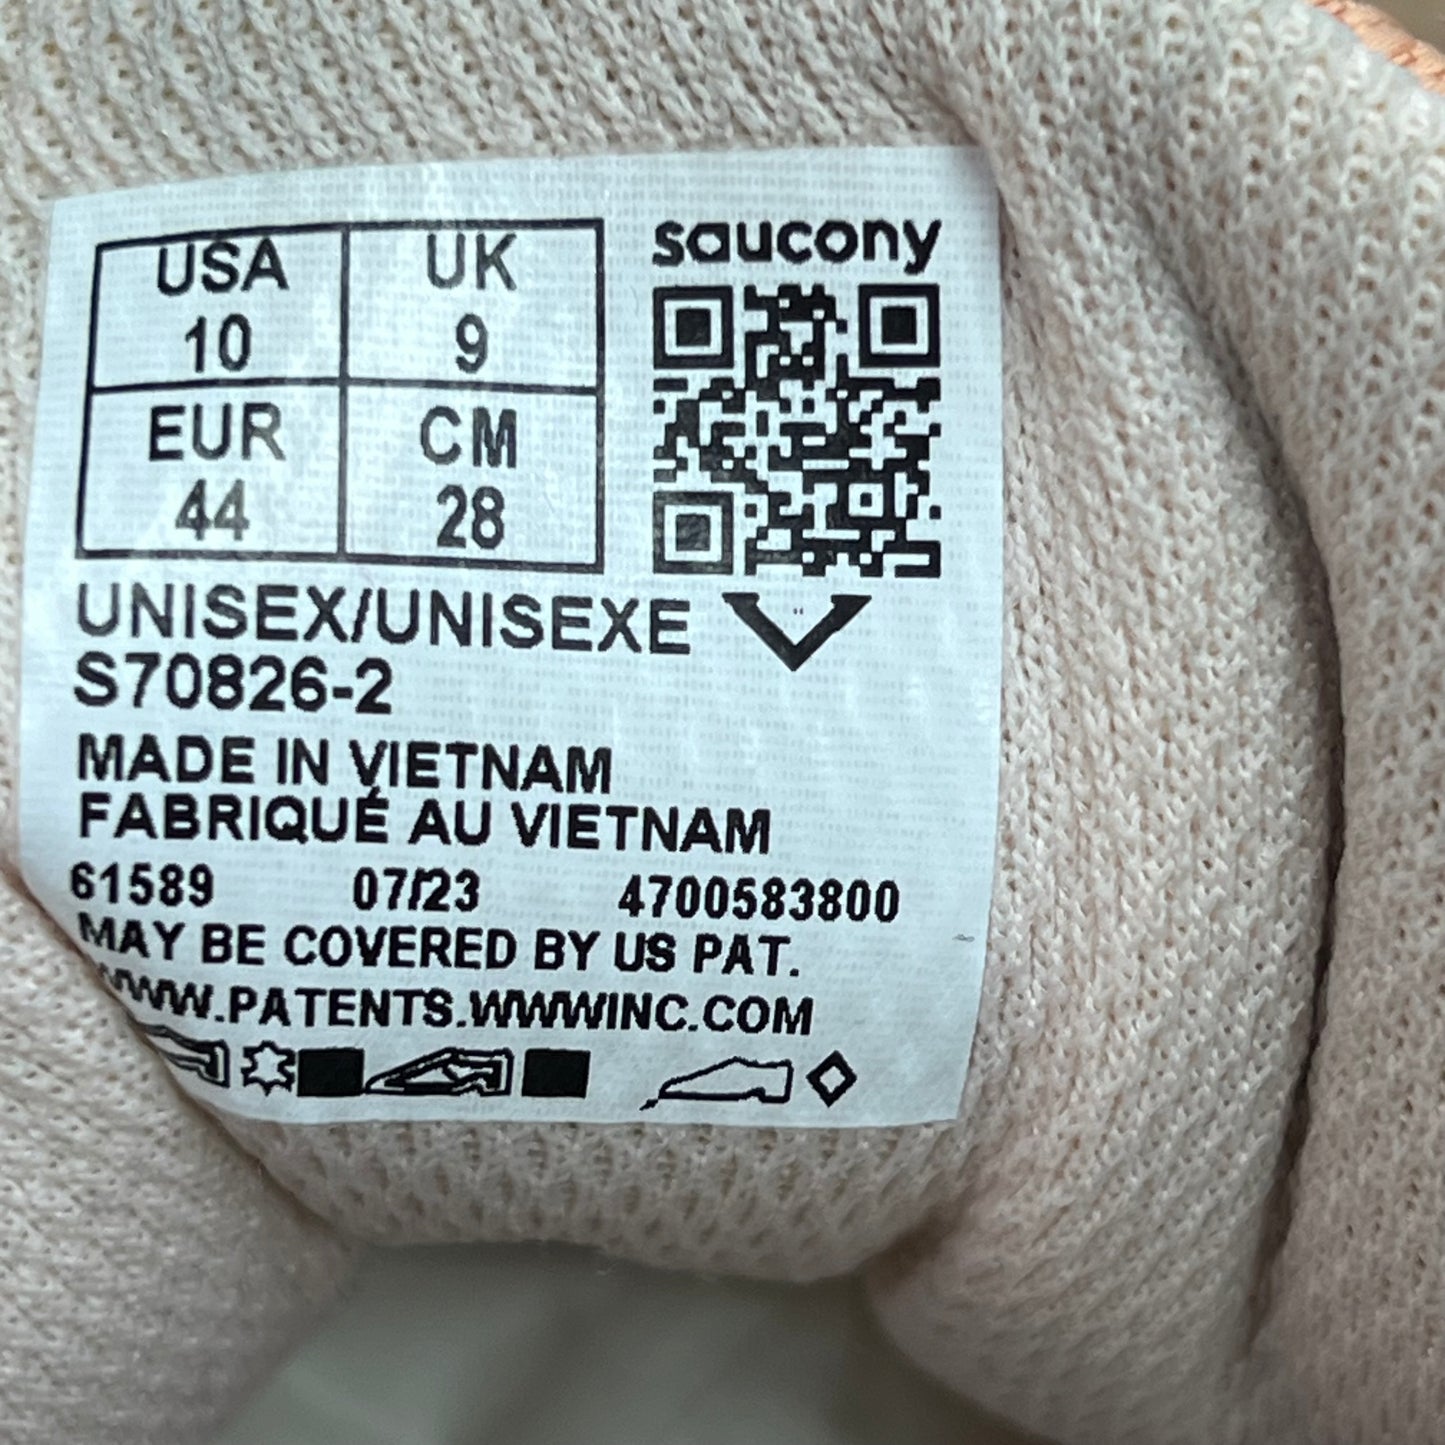 saucony
USA UK
10 9
EUR CM
44 28
UNISEX/UNISEXE
S70826-2
MADE IN VIETNAM
FABRIQUÉ AU VIETNAM
61589 07/23 4700583800
MAY BE COVERED BY US PAT.
WWW.PATENTS.WWWINC.COM